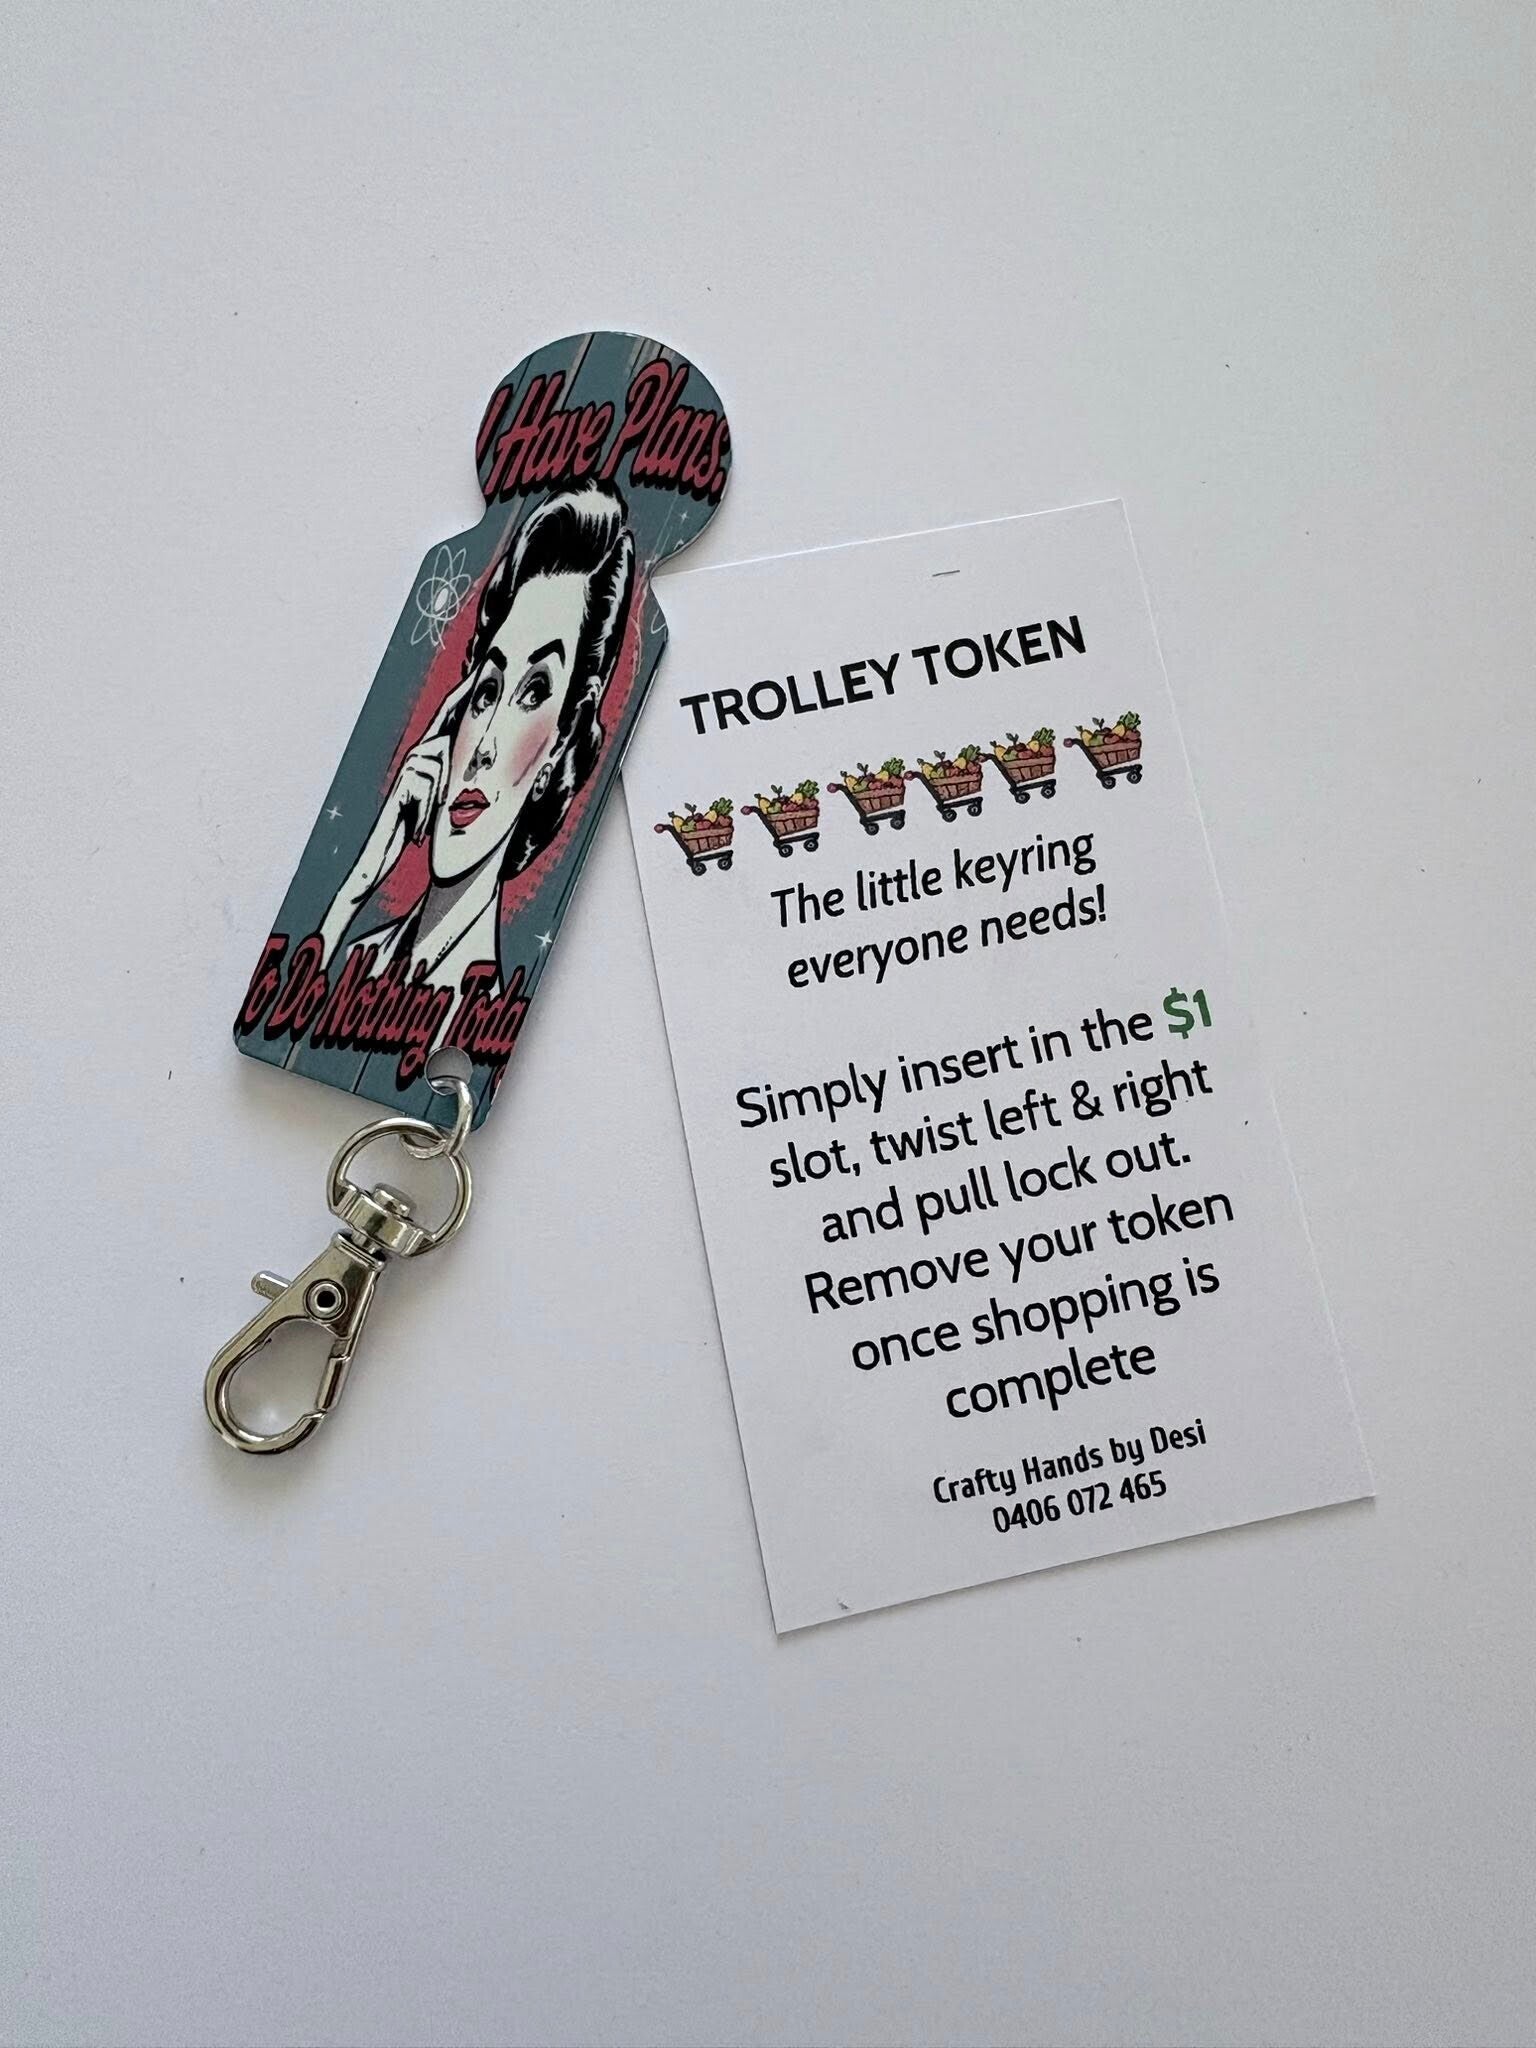 I Have Plans.
To Do Nothing Today
TROLLEY TOKEN
The little keyring
everyone needs!
Simply insert in the $1
slot, twist left & right
and pull lock out.
Remove your token
once shopping is
complete
Crafty Hands by Desi
0406 072 465